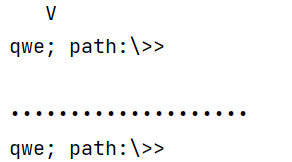 V
qwe; path:\>>
....................
qwe; path:\>>